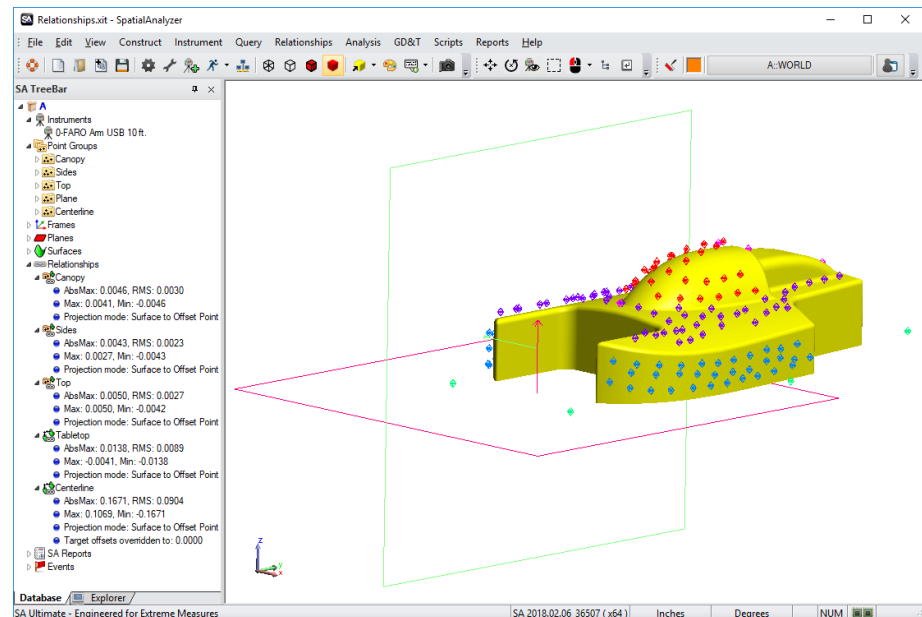 Relationships.xit - SpatialAnalyzer
File Edit View Construct Instrument Query Relationships Analysis GD&T Scripts Reports Help
A::WORLD
SA TreeBar
A
Instruments
0-FARO Arm USB 10 ft.
Point Groups
Canopy
Sides
Top
Plane
Centerline
Frames
Planes
Surfaces
Relationships
Canopy
AbsMax: 0.0046, RMS: 0.0030
Max: 0.0041, Min: -0.0046
Projection mode: Surface to Offset Point
Sides
AbsMax: 0.0043, RMS: 0.0023
Max: 0.0027, Min: -0.0043
Projection mode: Surface to Offset Point
Top
AbsMax: 0.0050, RMS: 0.0027
Max: 0.0050, Min: -0.0042
Projection mode: Surface to Offset Point
Tabletop
AbsMax: 0.0138, RMS: 0.0089
Max: -0.0041, Min: -0.0138
Projection mode: Surface to Offset Point
Centerline
AbsMax: 0.1671, RMS: 0.0904
Max: 0.1069, Min: -0.1671
Projection mode: Surface to Offset Point
Target offsets overridden to: 0.0000
SA Reports
Events
Z
Y
X
Database Explorer
SA Ultimate - Engineered for Extreme Measures SA 2018.02.06_36507 (x64) Inches Degrees NUM